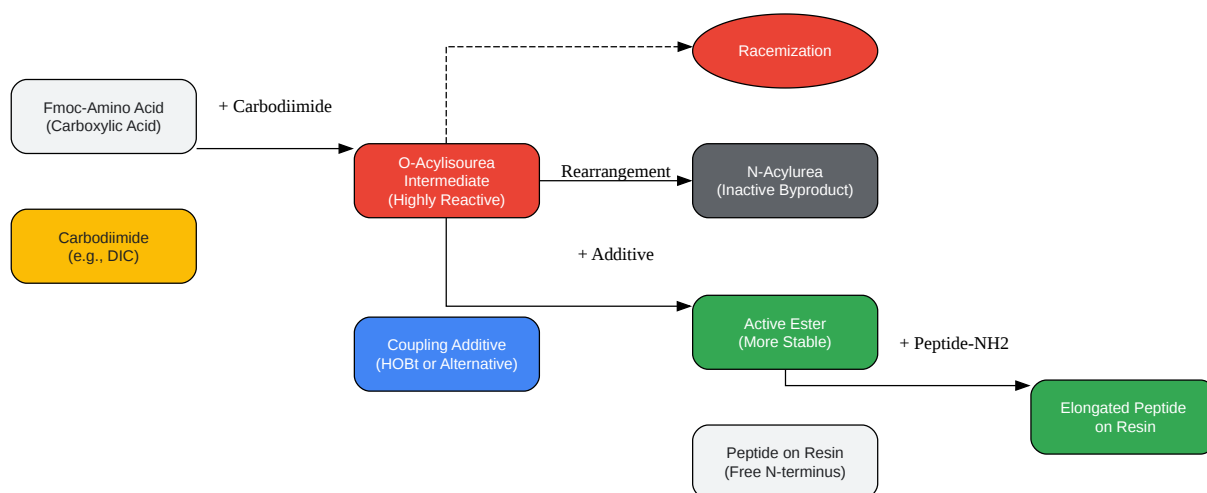 Racemization
Fmoc-Amino Acid
(Carboxylic Acid)
+ Carbodiimide
O-Acylisourea
Intermediate
(Highly Reactive)
Rearrangement
N-Acylurea
(Inactive Byproduct)
Carbodiimide
(e.g., DIC)
+ Additive
Coupling Additive
(HOBt or Alternative)
Active Ester
(More Stable)
+ Peptide-NH2
Elongated Peptide
on Resin
Peptide on Resin
(Free N-terminus)